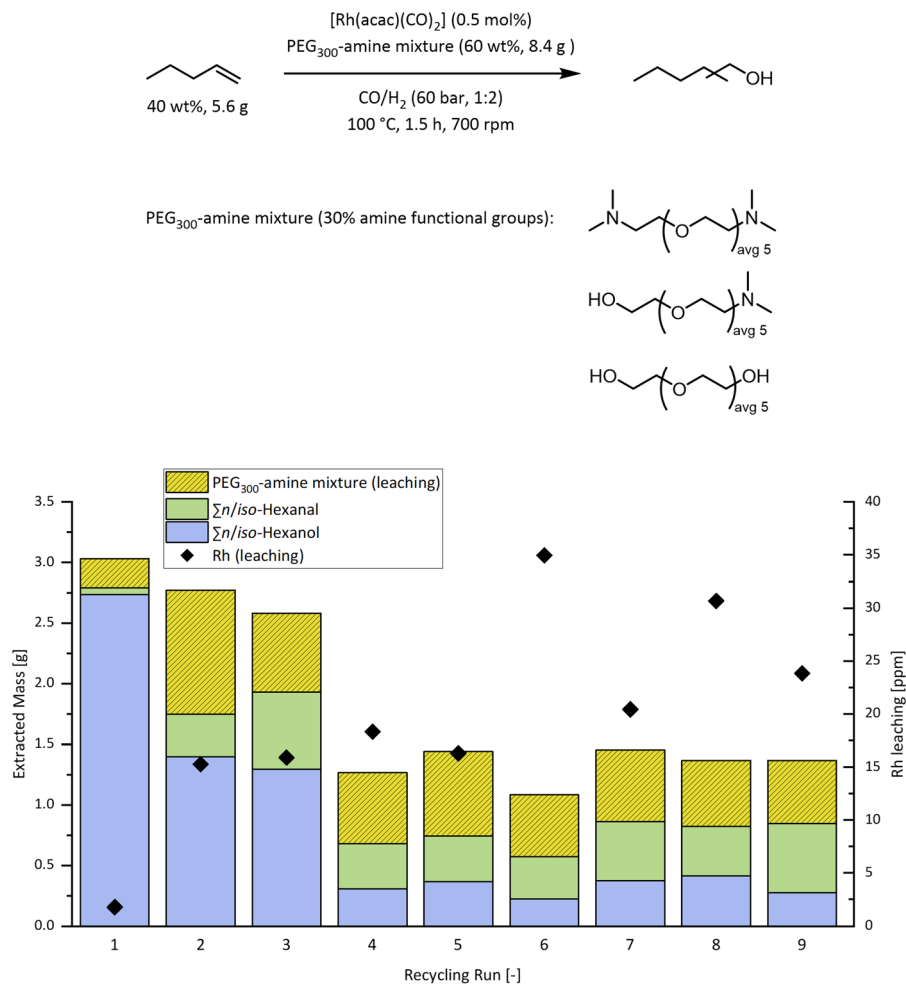 [Rh(acac)(CO)₂] (0.5 mol%)
PEG₃₀₀-amine mixture (60 wt%, 8.4 g )
OH
40 wt%, 5.6 g
CO/H₂ (60 bar, 1:2)
100 °C, 1.5 h, 700 rpm
PEG₃₀₀-amine mixture (30% amine functional groups):
N O N
avg 5
HO O N
avg 5
HO O OH
avg 5
PEG₃₀₀-amine mixture (leaching)
∑n/iso-Hexanal
∑n/iso-Hexanol
Rh (leaching)
Extracted Mass [g]
3.5
3.0
2.5
2.0
1.5
1.0
0.5
0.0
40
35
30
25
20
15
10
5
0
Rh leaching [ppm]
1 2 3 4 5 6 7 8 9
Recycling Run [-]